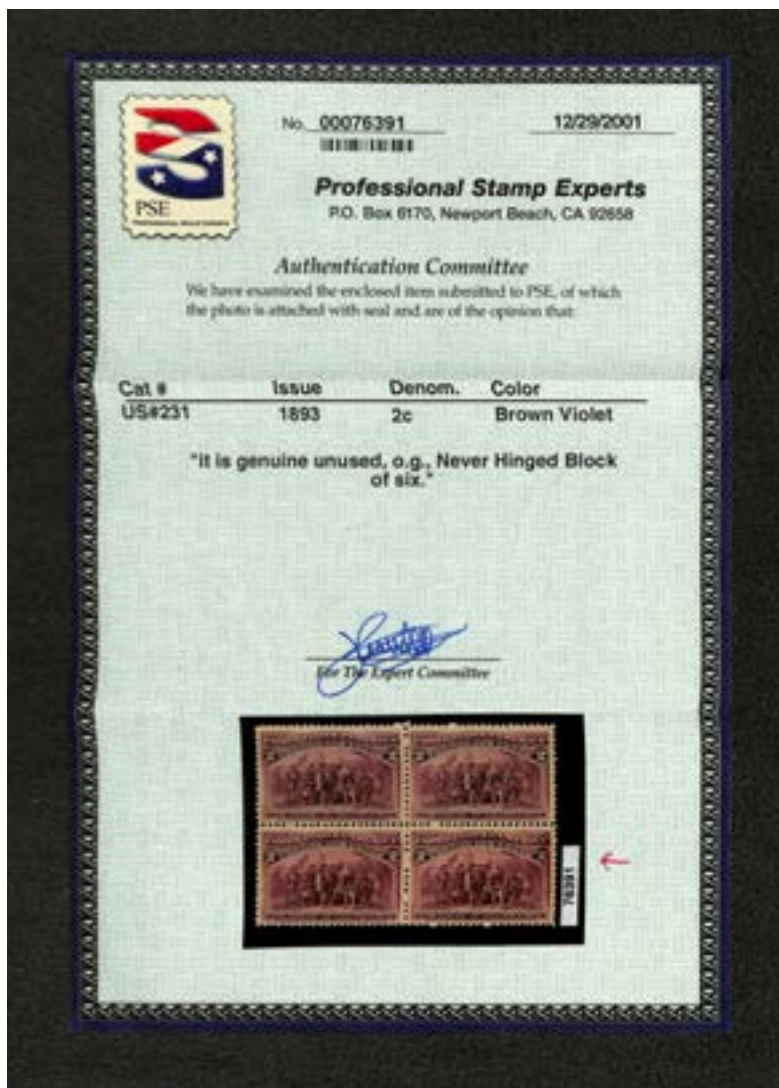 No. 00076391 12/29/2001
PSE
Professional Stamp Experts
P.O. Box 6170, Newport Beach, CA 92658
Authentication Committee
We have examined the enclosed item submitted to PSE, of which
the photo is attached with seal and are of the opinion that:
Cat # Issue Denom. Color
US#231 1893 2c Brown Violet
"It is genuine unused, o.g., Never Hinged Block
of six."
For The Expert Committee
76391